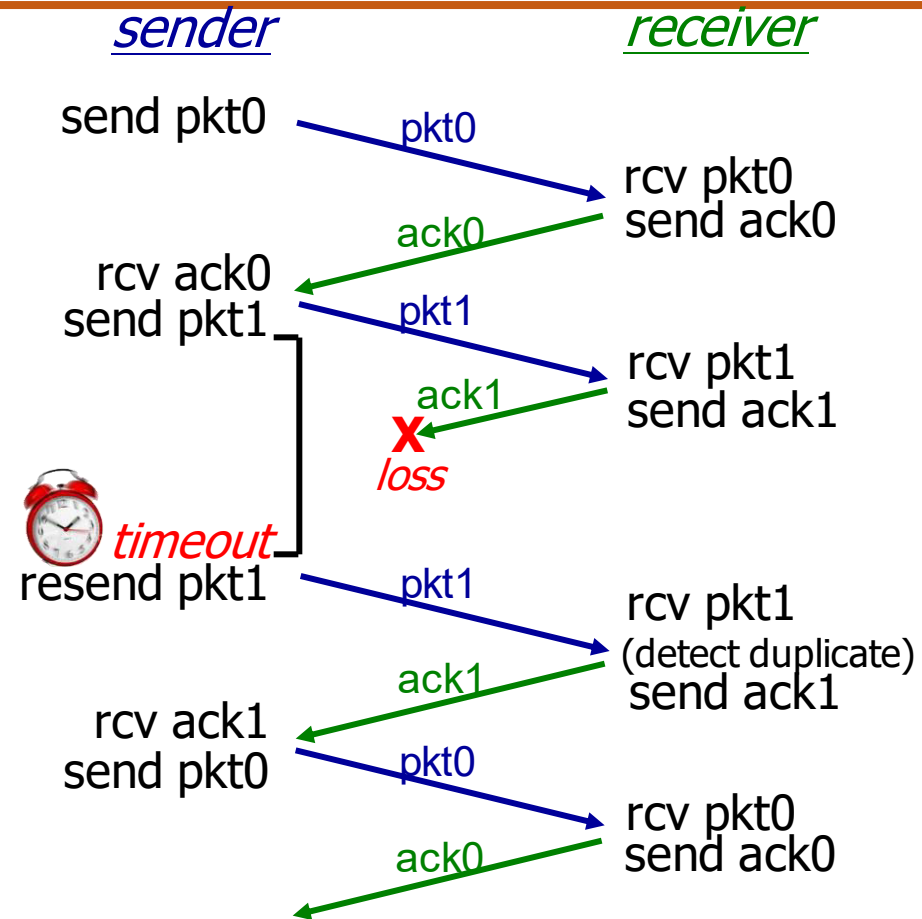 sender
receiver
send pkt0
pkt0
rcv pkt0
send ack0
ack0
rcv ack0
send pkt1
pkt1
rcv pkt1
send ack1
ack1
X
loss
timeout
resend pkt1
pkt1
rcv pkt1
(detect duplicate)
send ack1
ack1
rcv ack1
send pkt0
pkt0
rcv pkt0
send ack0
ack0